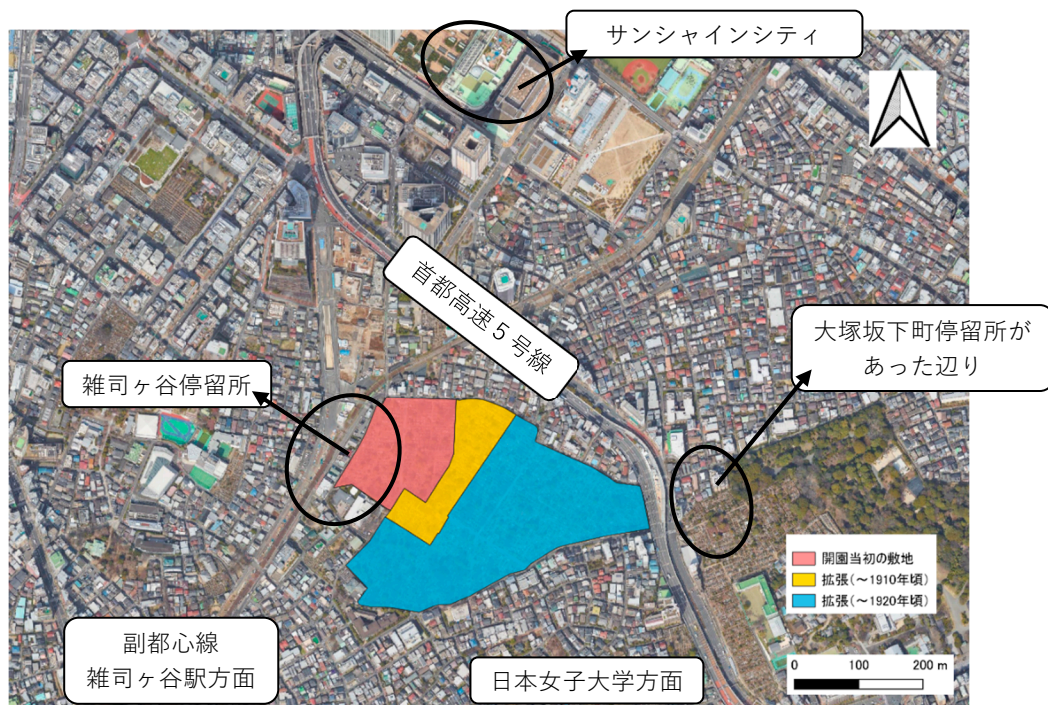 サンシャインシティ
首都高速５号線
大塚坂下町停留所が
あった辺り
雑司ヶ谷停留所
開園当初の敷地
拡張(～1910年頃)
拡張(～1920年頃)
副都心線
雑司ヶ谷駅方面
日本女子大学方面
0 100 200 m